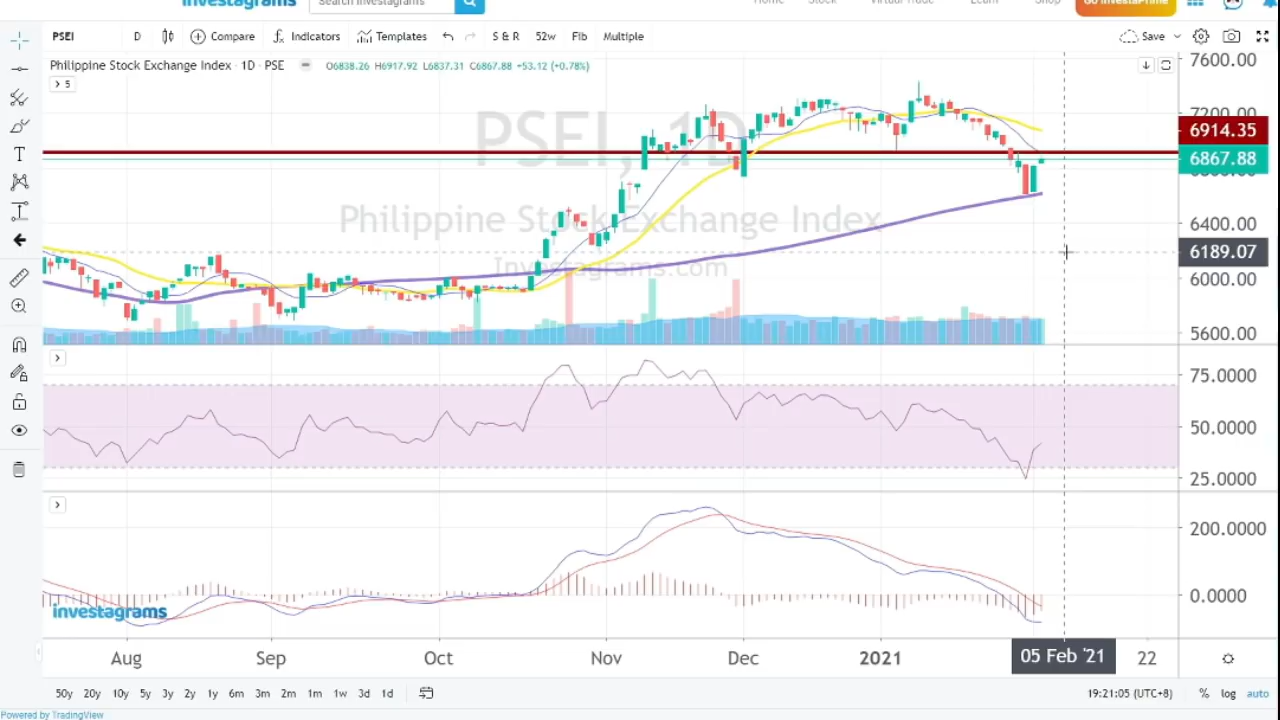 investagrams
Search Investagrams
Home Stock Virtual Trade Learn Shop
Go InvestaPrime
PSEI D Compare Indicators Templates S & R 52w Fib Multiple Save
Philippine Stock Exchange Index · 1D · PSE O6838.26 H6917.92 L6837.31 C6867.88 +53.12 (+0.78%)
5
PSEI, 1D
Philippine Stock Exchange Index
Investagrams.com
7600.00
7200.00
6914.35
6867.88
6800.00
6400.00
6189.07
6000.00
5600.00
75.0000
50.0000
25.0000
200.0000
0.0000
investagrams
Aug Sep Oct Nov Dec 2021 05 Feb '21 22
50y 20y 10y 5y 3y 2y 1y 6m 3m 2m 1m 1w 3d 1d 19:21:05 (UTC+8) % log auto
Powered by TradingView